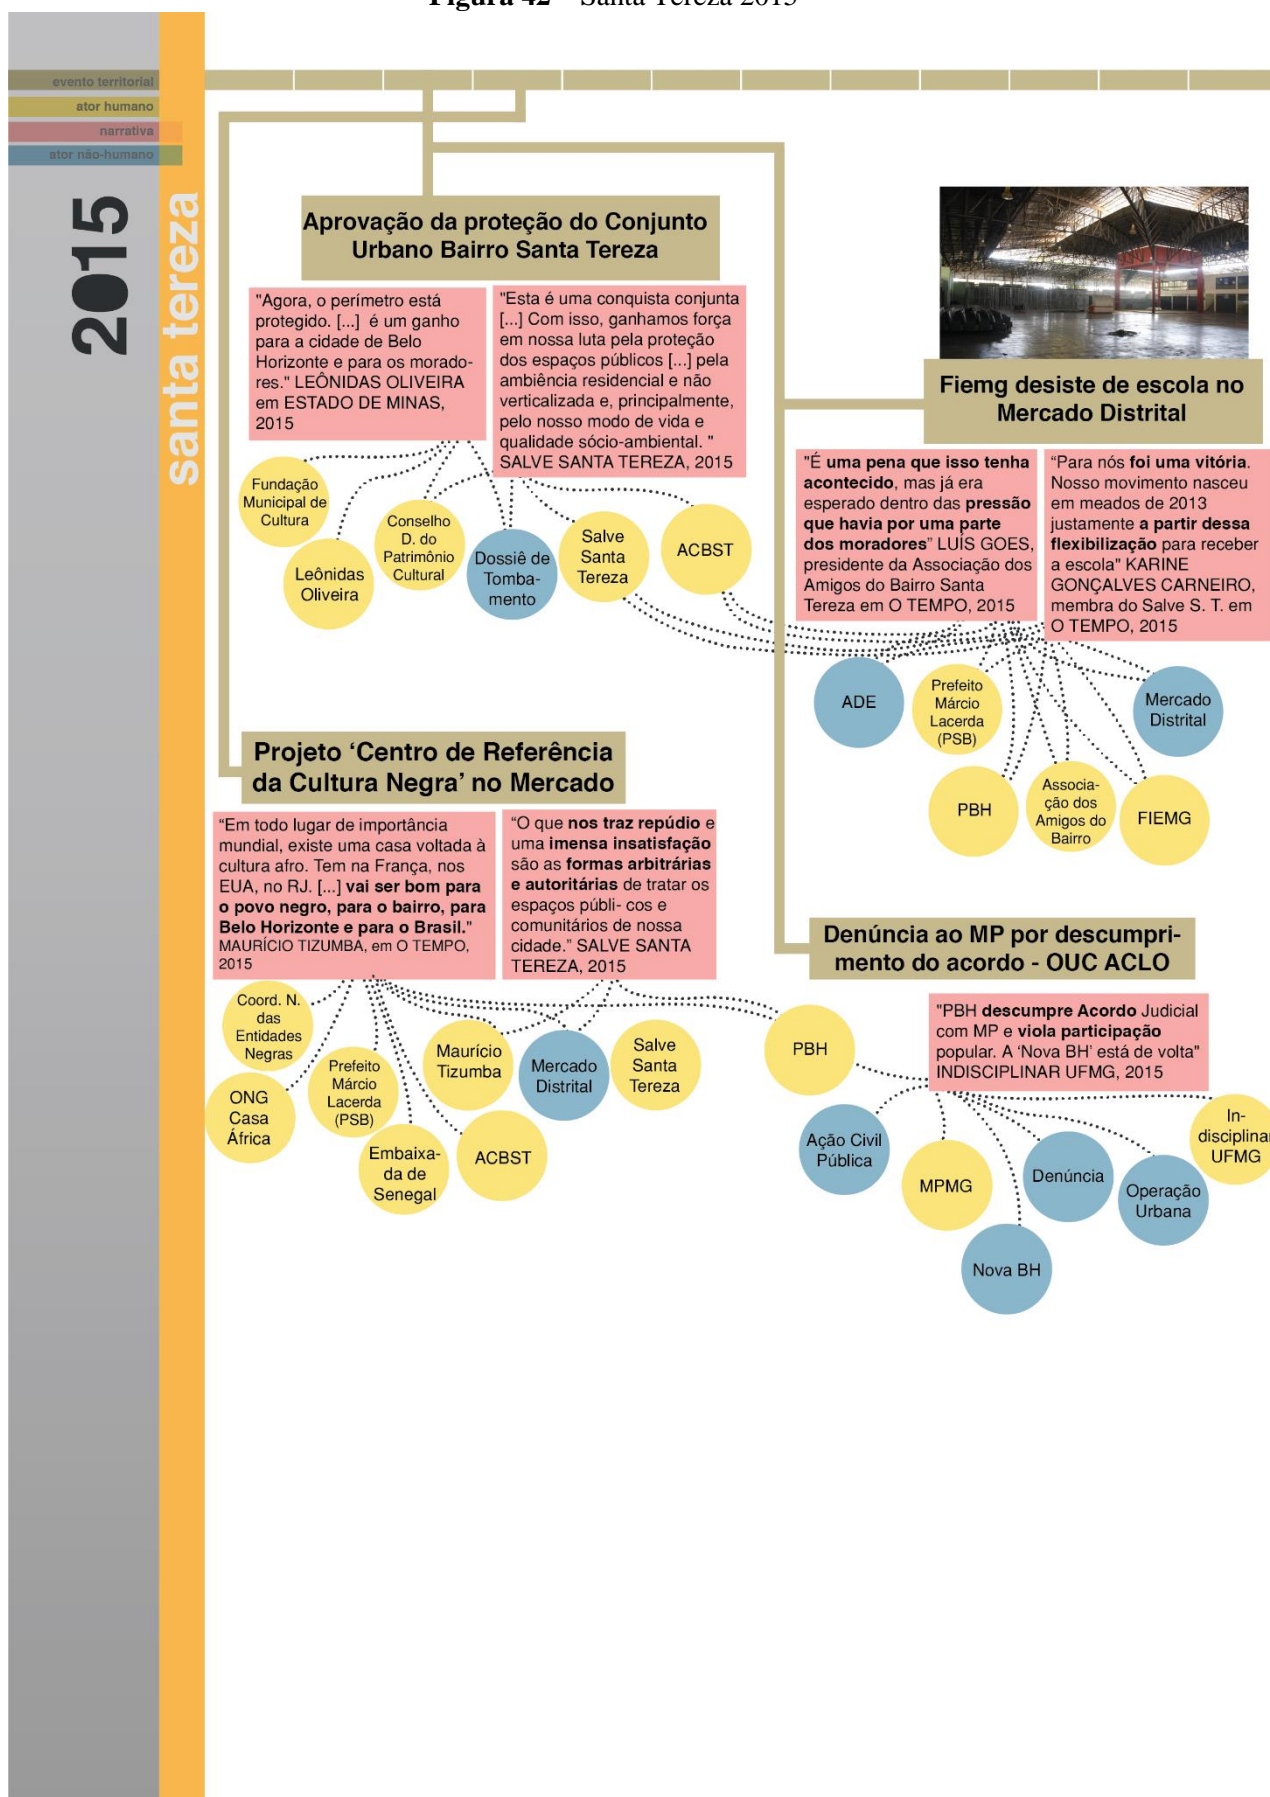 Figura 42 – Santa Tereza 2015
evento territorial
ator humano
narrativa
ator não-humano
2015
santa tereza
Aprovação da proteção do Conjunto
Urbano Bairro Santa Tereza
"Agora, o perímetro está
protegido. [...] é um ganho
para a cidade de Belo
Horizonte e para os morado-
res." LEÔNIDAS OLIVEIRA
em ESTADO DE MINAS,
2015
"Esta é uma conquista conjunta
[...] Com isso, ganhamos força
em nossa luta pela proteção
dos espaços públicos [...] pela
ambiência residencial e não
verticalizada e, principalmente,
pelo nosso modo de vida e
qualidade sócio-ambiental. "
SALVE SANTA TEREZA, 2015
Fundação
Municipal de
Cultura
Leônidas
Oliveira
Conselho
D. do
Patrimônio
Cultural
Dossiê de
Tomba-
mento
Salve
Santa
Tereza
ACBST
Fiemg desiste de escola no
Mercado Distrital
"É uma pena que isso tenha
acontecido, mas já era
esperado dentro das pressão
que havia por uma parte
dos moradores" LUÍS GOES,
presidente da Associação dos
Amigos do Bairro Santa
Tereza em O TEMPO, 2015
“Para nós foi uma vitória.
Nosso movimento nasceu
em meados de 2013
justamente a partir dessa
flexibilização para receber
a escola" KARINE
GONÇALVES CARNEIRO,
membra do Salve S. T. em
O TEMPO, 2015
ADE
Prefeito
Márcio
Lacerda
(PSB)
Mercado
Distrital
PBH
Associa-
ção dos
Amigos do
Bairro
FIEMG
Projeto ‘Centro de Referência
da Cultura Negra’ no Mercado
“Em todo lugar de importância
mundial, existe uma casa voltada à
cultura afro. Tem na França, nos
EUA, no RJ. [...] vai ser bom para
o povo negro, para o bairro, para
Belo Horizonte e para o Brasil."
MAURÍCIO TIZUMBA, em O TEMPO,
2015
“O que nos traz repúdio e
uma imensa insatisfação
são as formas arbitrárias
e autoritárias de tratar os
espaços públi- cos e
comunitários de nossa
cidade.” SALVE SANTA
TEREZA, 2015
Coord. N.
das
Entidades
Negras
ONG
Casa
África
Prefeito
Márcio
Lacerda
(PSB)
Embaixa-
da de
Senegal
Maurício
Tizumba
ACBST
Mercado
Distrital
Salve
Santa
Tereza
Denúncia ao MP por descumpri-
mento do acordo - OUC ACLO
"PBH descumpre Acordo Judicial
com MP e viola participação
popular. A ‘Nova BH’ está de volta"
INDISCIPLINAR UFMG, 2015
PBH
Ação Civil
Pública
MPMG
Nova BH
Denúncia
Operação
Urbana
In-
disciplinar
UFMG